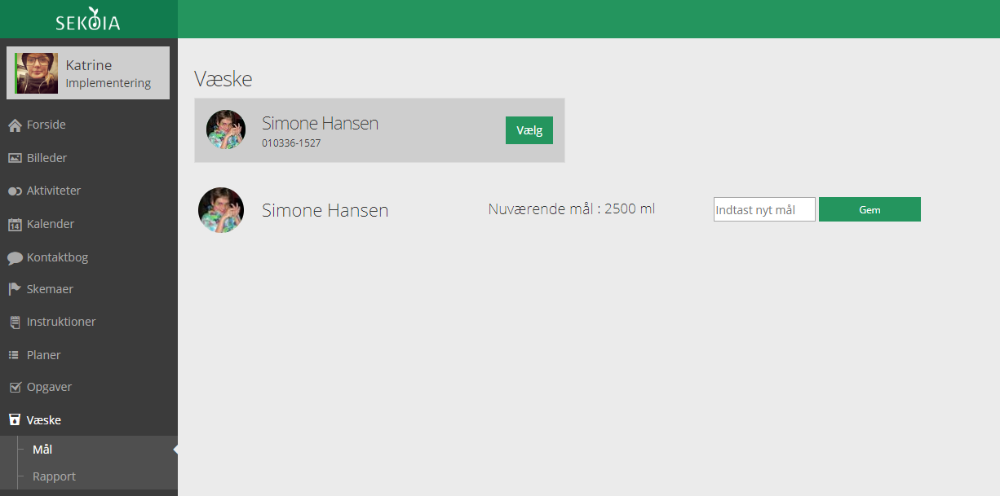 SEKOIA
Katrine
Implementering
Forside
Billeder
Aktiviteter
14
Kalender
Kontaktbog
Skemaer
Instruktioner
Planer
Opgaver
Væske
Mål
Rapport
Væske
Simone Hansen
010336-1527
Vælg
Simone Hansen
Nuværende mål : 2500 ml
Indtast nyt mål
Gem